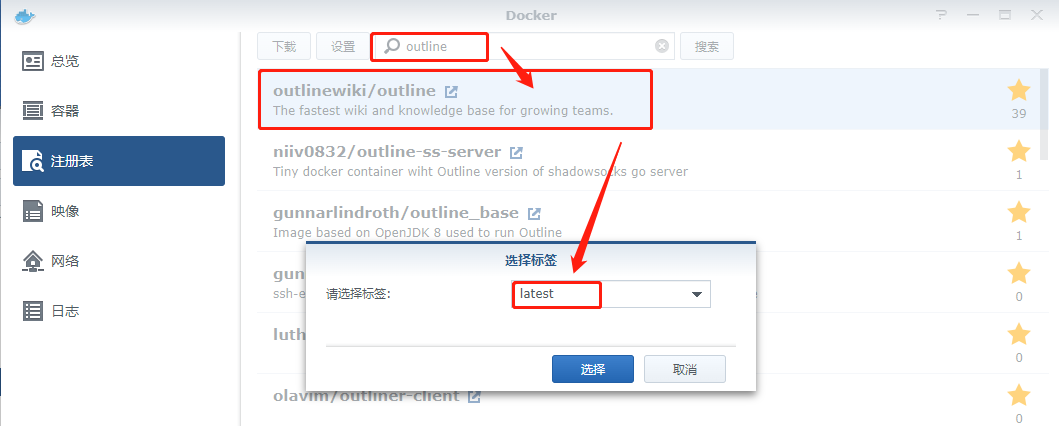 Docker
总览
容器
注册表
映像
网络
日志
下载
设置
outline
搜索
outlinewiki/outline
The fastest wiki and knowledge base for growing teams.
39
niiv0832/outline-ss-server
Tiny docker container wiht Outline version of shadowsocks go server
1
gunnarlindroth/outline_base
Image based on OpenJDK 8 used to run Outline
1
gun
ssh-e
0
luth
0
olavim/outliner-client
0
选择标签
请选择标签:
latest
选择
取消